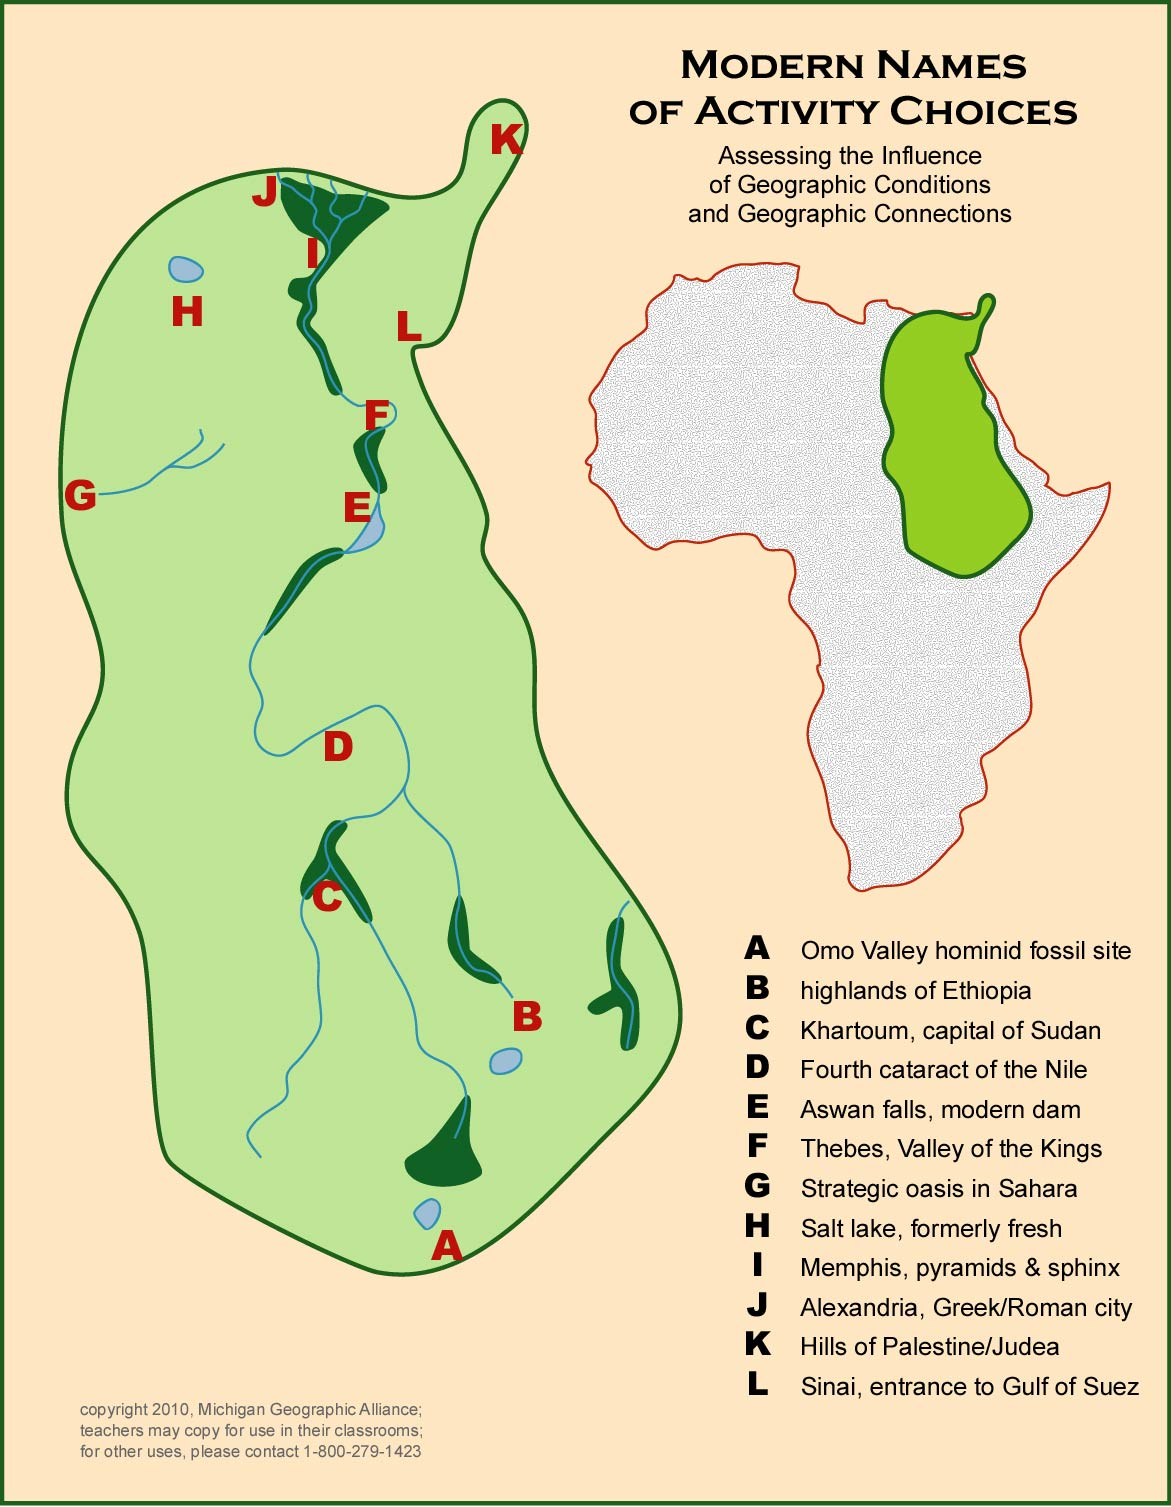 MODERN NAMES
OF ACTIVITY CHOICES
Assessing the Influence
of Geographic Conditions
and Geographic Connections
K
J
I
H
L
F
G
E
D
C
B
A
A Omo Valley hominid fossil site
B highlands of Ethiopia
C Khartoum, capital of Sudan
D Fourth cataract of the Nile
E Aswan falls, modern dam
F Thebes, Valley of the Kings
G Strategic oasis in Sahara
H Salt lake, formerly fresh
I Memphis, pyramids & sphinx
J Alexandria, Greek/Roman city
K Hills of Palestine/Judea
L Sinai, entrance to Gulf of Suez
copyright 2010, Michigan Geographic Alliance;
teachers may copy for use in their classrooms;
for other uses, please contact 1-800-279-1423